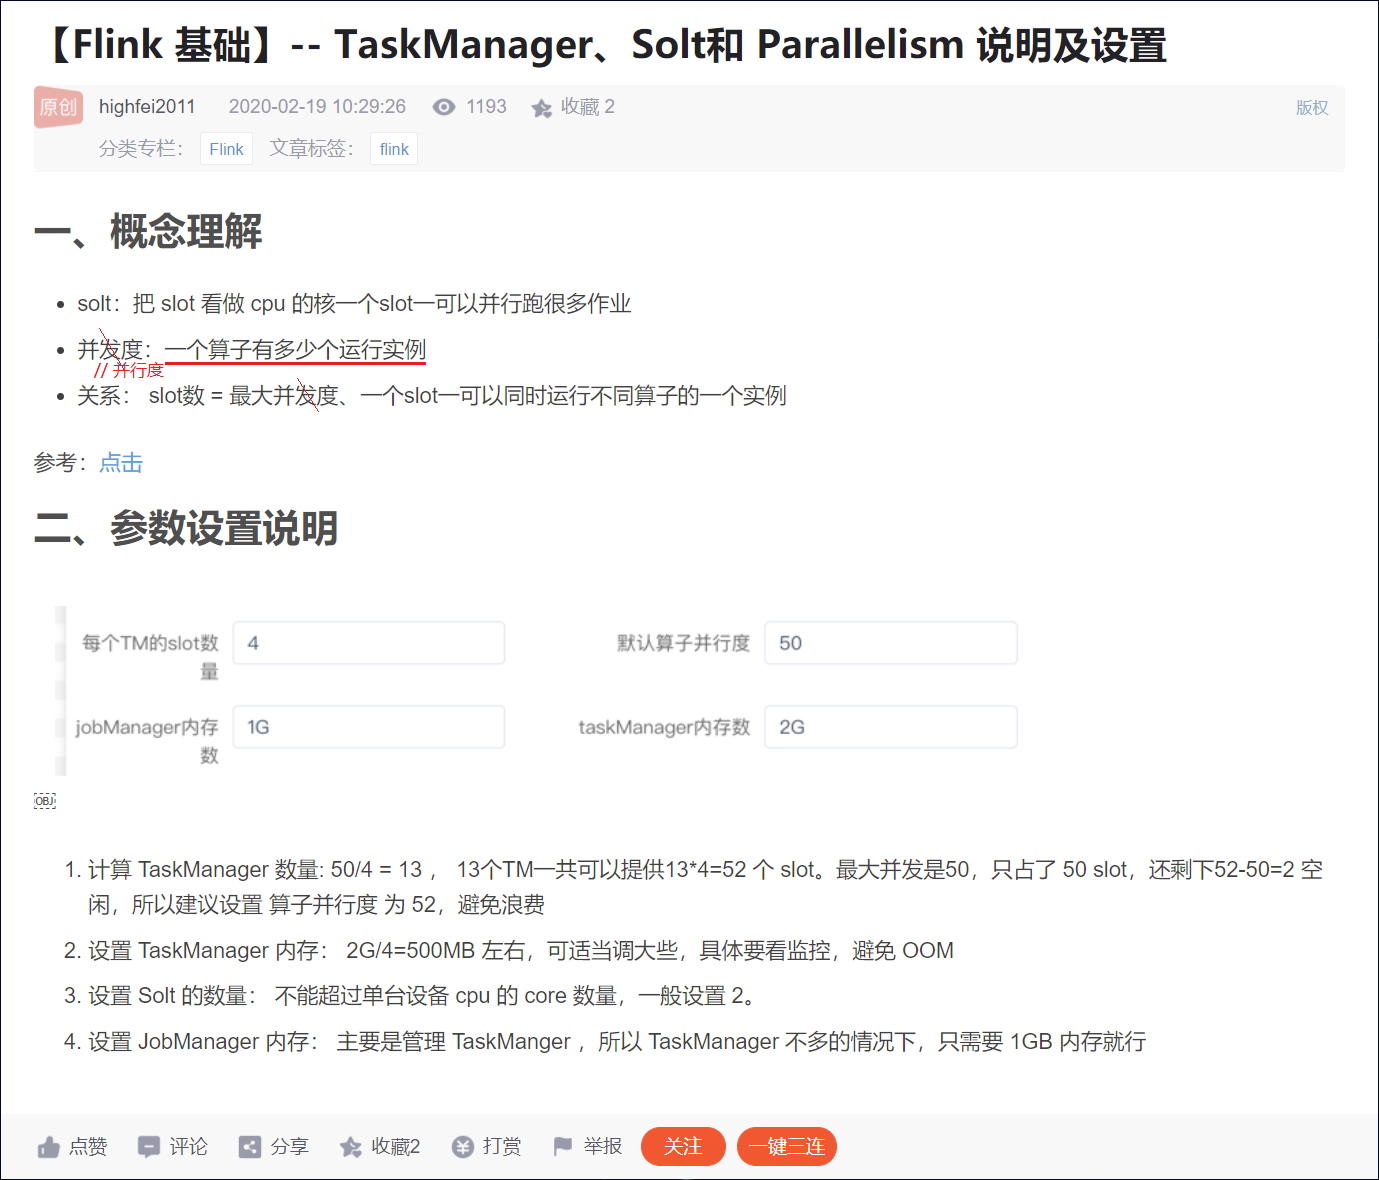 【Flink 基础】-- TaskManager、Solt和 Parallelism 说明及设置
原创 highfei2011 2020-02-19 10:29:26 1193 收藏 2 版权
分类专栏： Flink 文章标签： flink
一、概念理解
solt：把 slot 看做 cpu 的核一个slot一可以并行跑很多作业
并发度：一个算子有多少个运行实例
// 并行度
关系： slot数 = 最大并发度、一个slot一可以同时运行不同算子的一个实例
参考：点击
二、参数设置说明
每个TM的slot数 4 默认算子并行度 50
量
jobManager内存 1G taskManager内存数 2G
数
OBJ
1. 计算 TaskManager 数量: 50/4 = 13 ， 13个TM一共可以提供13*4=52 个 slot。最大并发是50，只占了 50 slot，还剩下52-50=2 空
闲，所以建议设置 算子并行度 为 52，避免浪费
2. 设置 TaskManager 内存： 2G/4=500MB 左右，可适当调大些，具体要看监控，避免 OOM
3. 设置 Solt 的数量： 不能超过单台设备 cpu 的 core 数量，一般设置 2。
4. 设置 JobManager 内存： 主要是管理 TaskManger ，所以 TaskManager 不多的情况下，只需要 1GB 内存就行
点赞 评论 分享 收藏2 打赏 举报 关注 一键三连